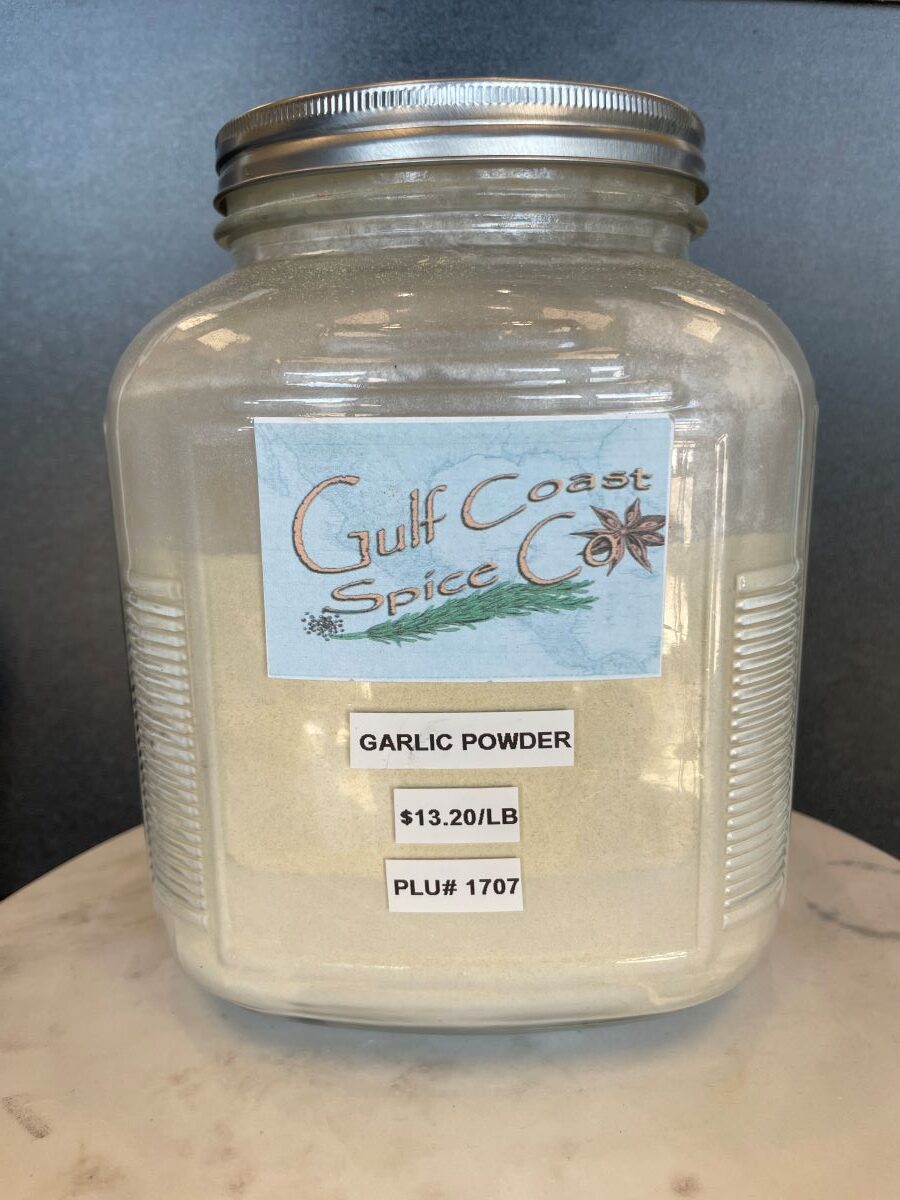 Gulf Coast
Spice Co
GARLIC POWDER
$13.20/LB
PLU# 1707